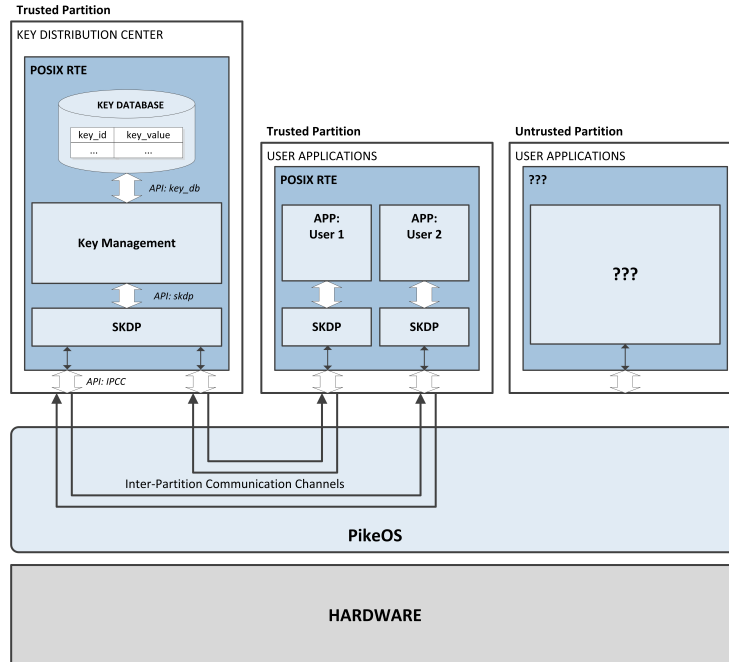 Trusted Partition
KEY DISTRIBUTION CENTER
POSIX RTE
KEY DATABASE
key_id key_value
... ...
API: key_db
Key Management
API: skdp
SKDP
API: IPCC
Trusted Partition
USER APPLICATIONS
POSIX RTE
APP:
User 1
APP:
User 2
SKDP
SKDP
Untrusted Partition
USER APPLICATIONS
???
???
Inter-Partition Communication Channels
PikeOS
HARDWARE